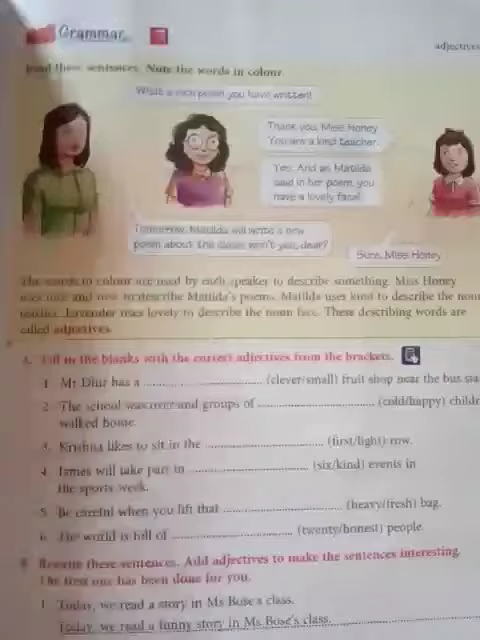 Grammar
adjectives
Read these sentences. Note the words in colour.
What a nice poem you have written!
Thank you, Miss Honey.
You are a kind teacher.
Yes. And as Matilda
said in her poem, you
have a lovely face!
Tomorrow, Matilda will write a new
poem about the class, won't you, dear?
Sure, Miss Honey
The words in colour are used by each speaker to describe something. Miss Honey
uses nice and new to describe Matilda's poems. Matilda uses kind to describe the noun
teacher. Lavender uses lovely to describe the noun face. These describing words are
called adjectives.
A. Fill in the blanks with the correct adjectives from the brackets.
1. Mr Dhir has a .............................. (clever/small) fruit shop near the bus sta
2. The school was over and groups of .............................. (cold/happy) childr
walked home.
3. Krishna likes to sit in the .............................. (first/light) row.
4. James will take part in .............................. (six/kind) events in
the sports week.
5. Be careful when you lift that .............................. (heavy/fresh) bag.
6. The world is full of .............................. (twenty/honest) people.
B. Rewrite these sentences. Add adjectives to make the sentences interesting.
The first one has been done for you.
1. Today, we read a story in Ms Bose's class.
Today, we read a funny story in Ms Bose's class.